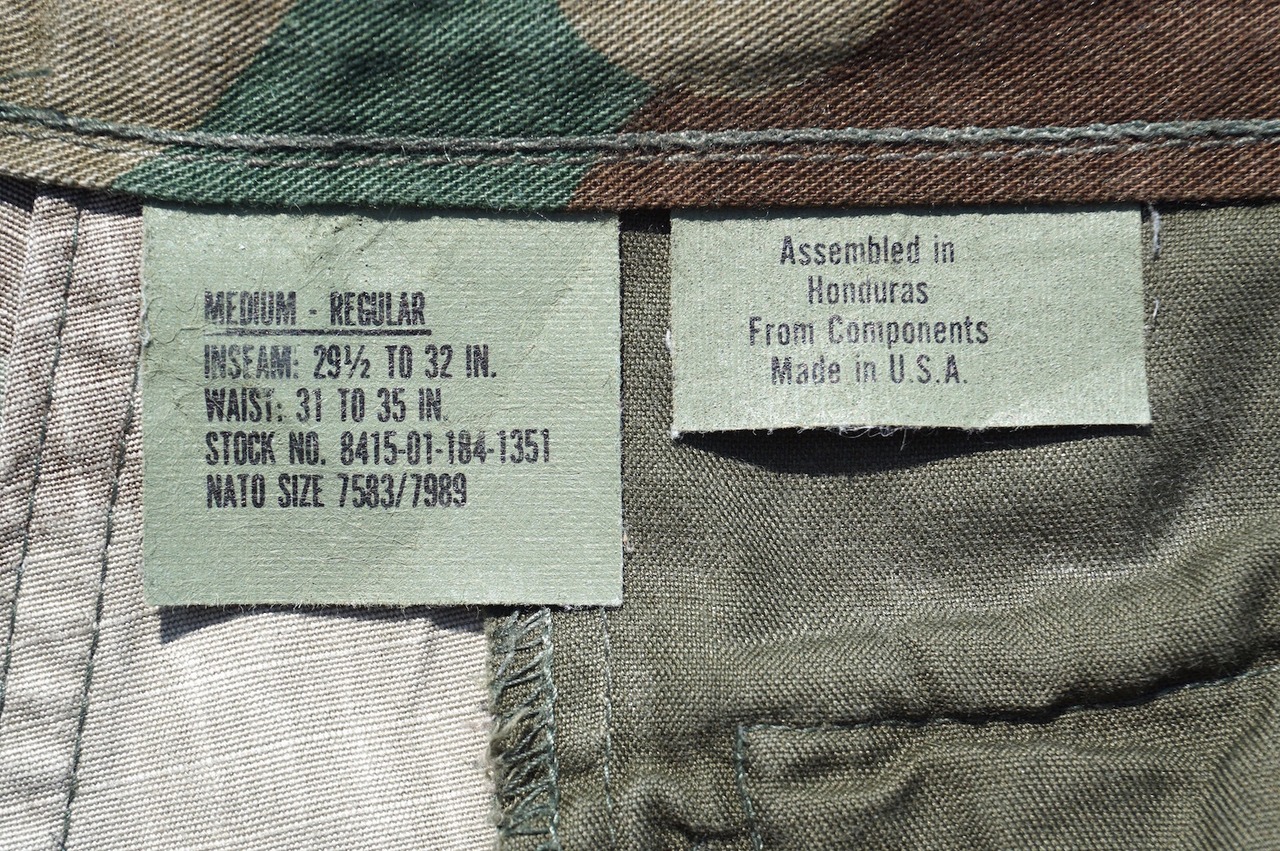 MEDIUM - REGULAR
INSEAM: 29½ TO 32 IN.
WAIST: 31 TO 35 IN.
STOCK NO. 8415-01-184-1351
NATO SIZE 7583/7989
Assembled in
Honduras
From Components
Made in U.S.A.